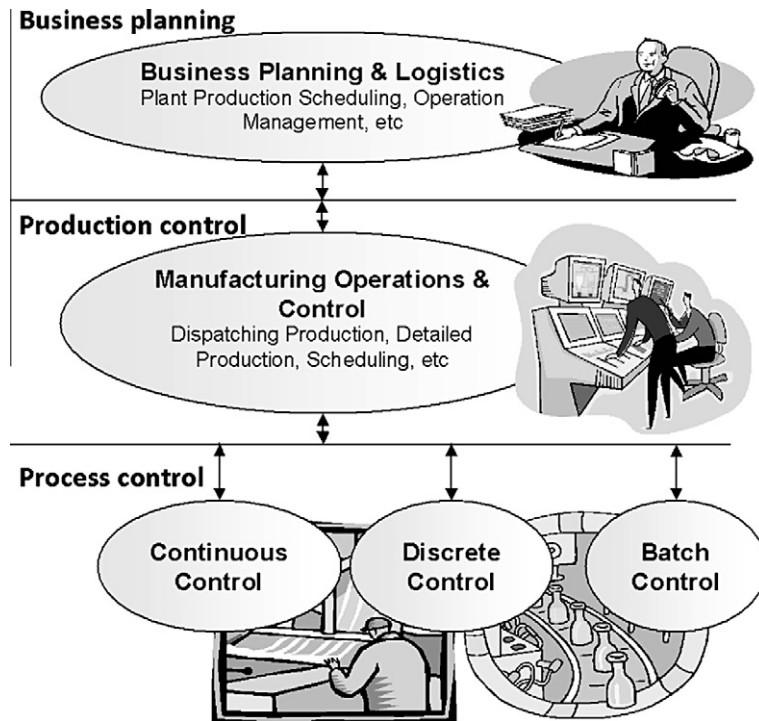 Business planning
Business Planning & Logistics
Plant Production Scheduling, Operation
Management, etc
Production control
Manufacturing Operations &
Control
Dispatching Production, Detailed
Production, Scheduling, etc
Process control
Continuous
Control
Discrete
Control
Batch
Control